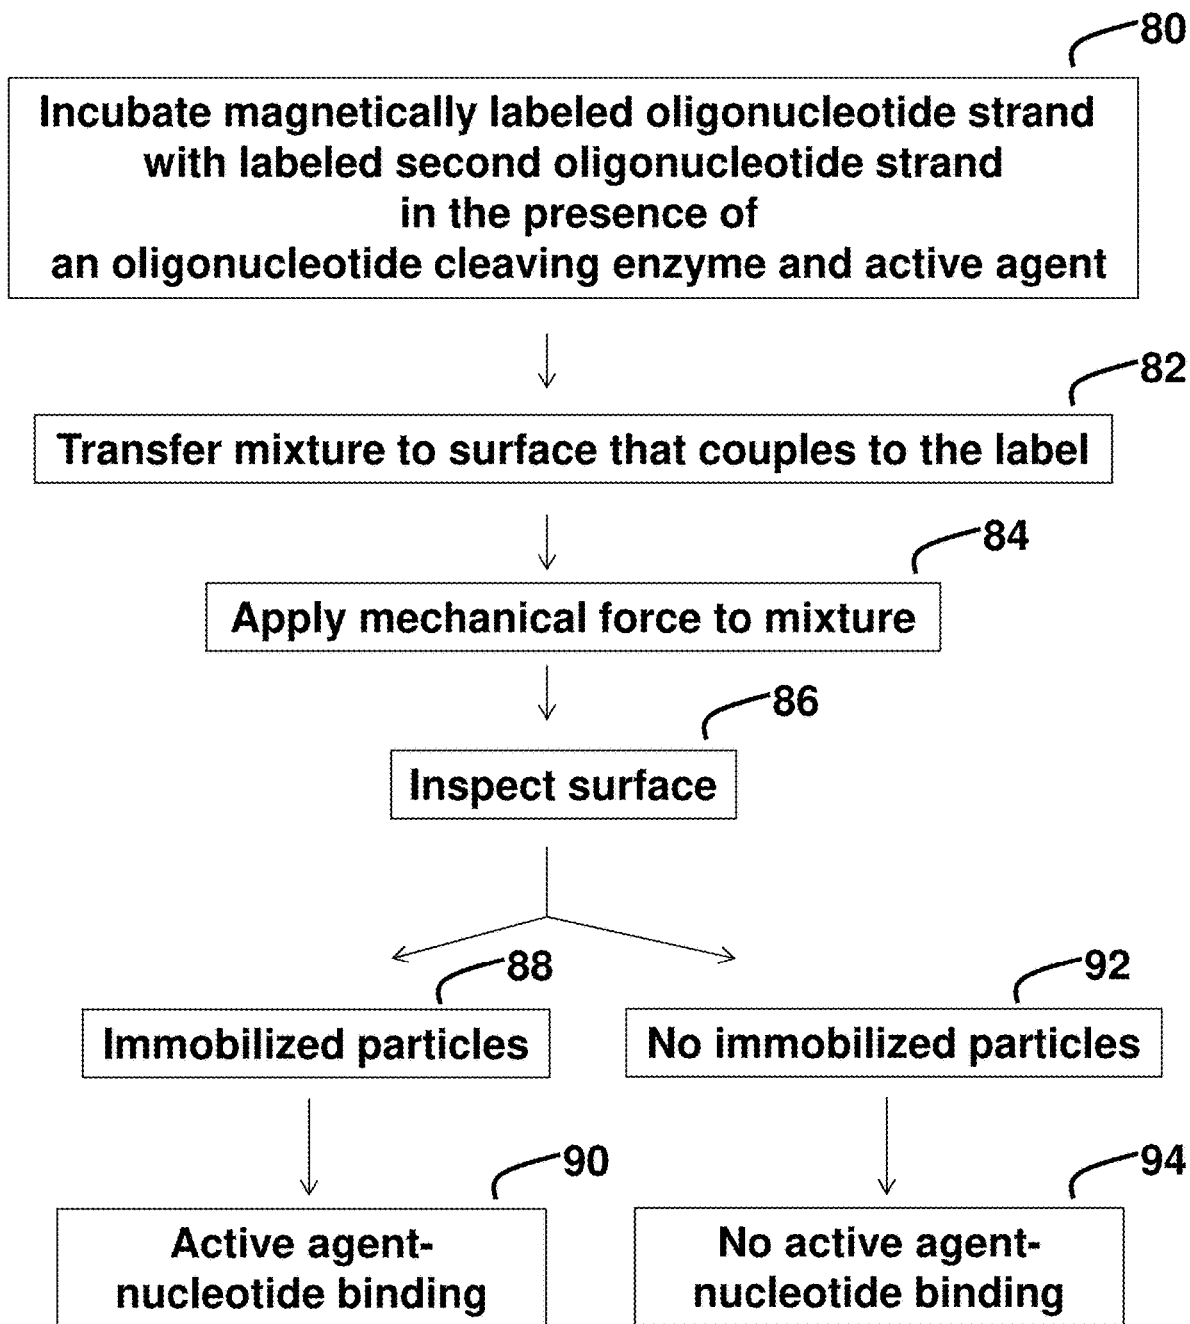 80
Incubate magnetically labeled oligonucleotide strand
with labeled second oligonucleotide strand
in the presence of
an oligonucleotide cleaving enzyme and active agent
82
Transfer mixture to surface that couples to the label
84
Apply mechanical force to mixture
86
Inspect surface
88
Immobilized particles
92
No immobilized particles
90
Active agent-
nucleotide binding
94
No active agent-
nucleotide binding